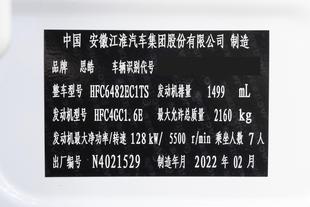 中国 安徽江淮汽车集团股份有限公司 制造
品牌 思皓 车辆识别代号
整车型号 HFC6482EC1TS 发动机排量 1499 mL
发动机型号 HFC4GC1.6E 最大允许总质量 2160 kg
发动机最大净功率/转速 128 kW/ 5500 r/min 乘坐人数 7 人
出厂编号 N4021529 制造年月 2022 年 02 月